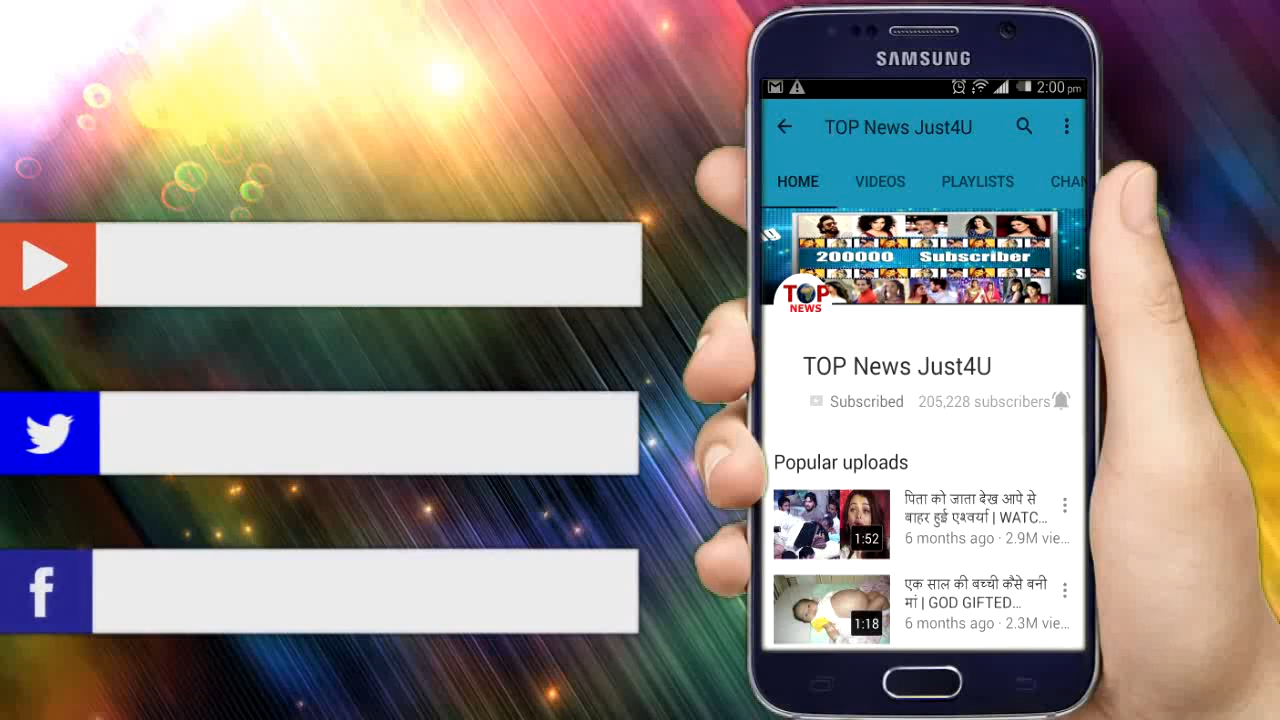 SAMSUNG
2:00 pm
TOP News Just4U
HOME VIDEOS PLAYLISTS CHAN
200000 Subscriber
TOP
NEWS
TOP News Just4U
Subscribed 205,228 subscribers
Popular uploads
पिता को जाता देख आपे से
बाहर हुई एश्वर्या | WATC...
6 months ago · 2.9M vie...
1:52
एक साल की बच्ची कैसे बनी
मां | GOD GIFTED...
6 months ago · 2.3M vie...
1:18
f